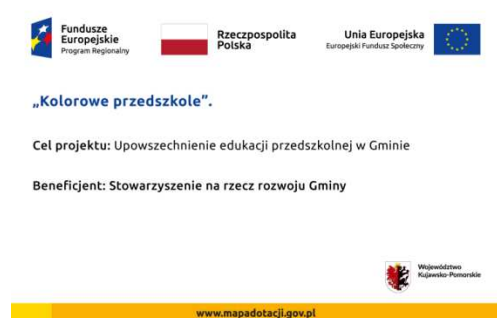 Fundusze
Europejskie
Program Regionalny
Rzeczpospolita
Polska
Unia Europejska
Europejski Fundusz Społeczny
„Kolorowe przedszkole”.
Cel projektu: Upowszechnienie edukacji przedszkolnej w Gminie
Beneficjent: Stowarzyszenie na rzecz rozwoju Gminy
Województwo
Kujawsko-Pomorskie
www.mapadotacji.gov.pl